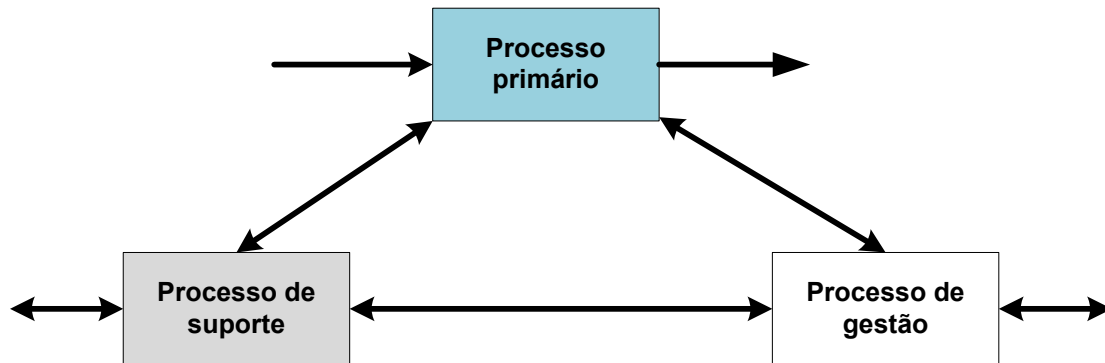 Processo
primário
Processo de
suporte
Processo de
gestão